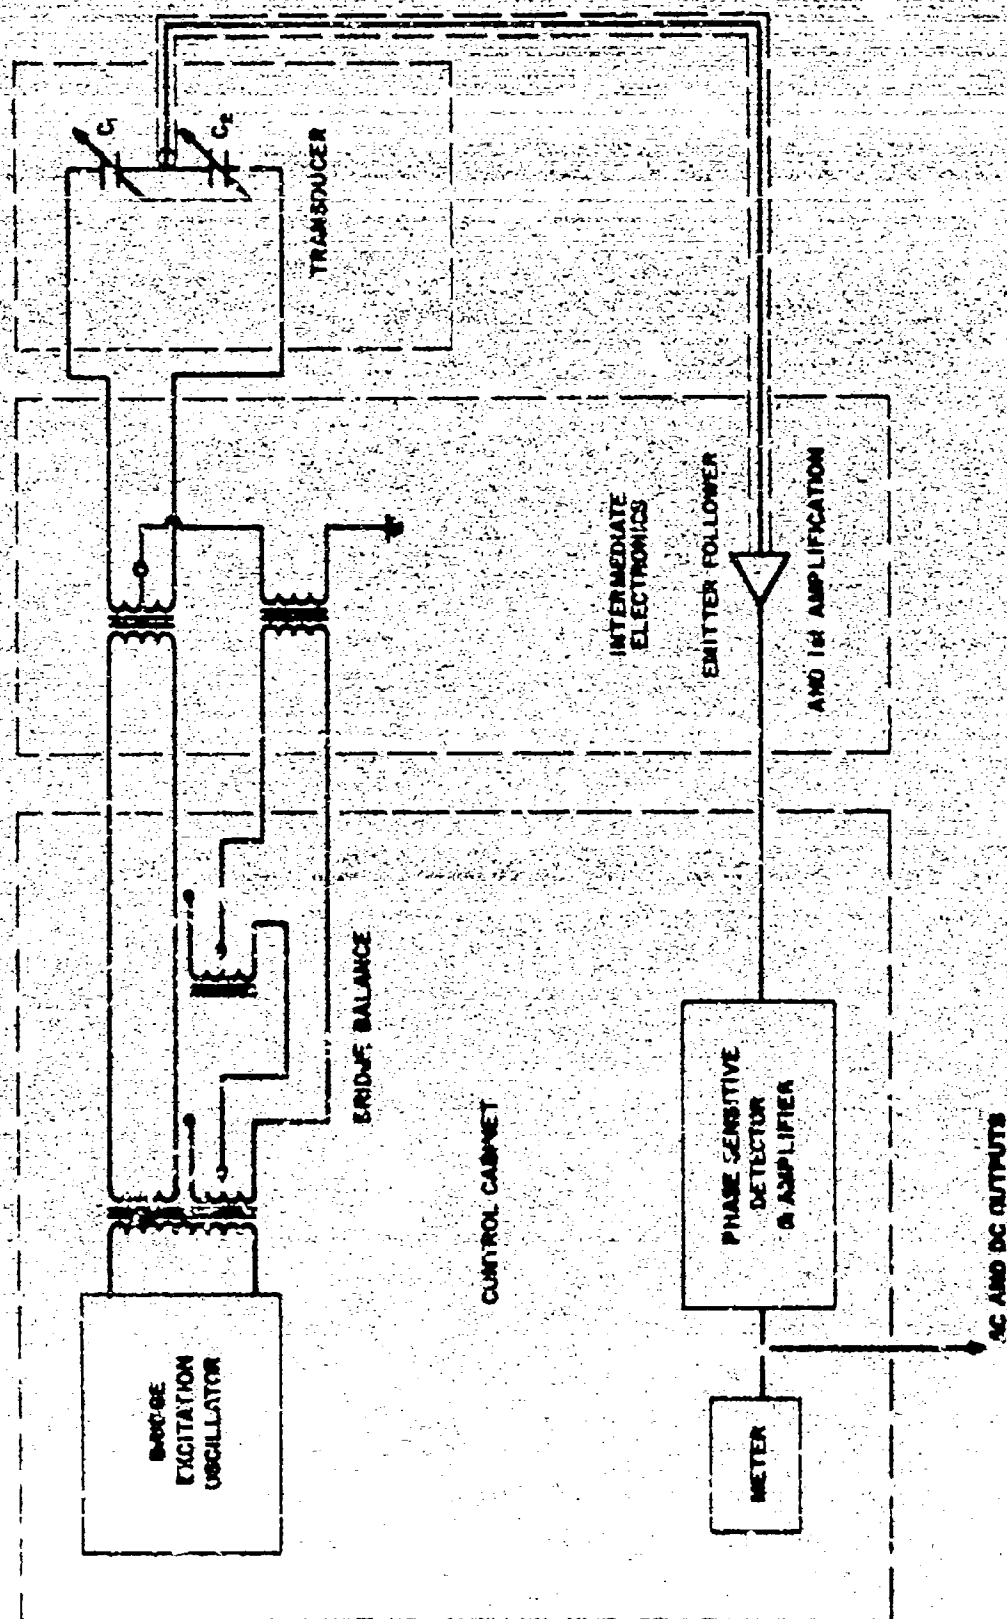 C1
C2
TRANSDUCER
INTERMEDIATE
ELECTRONICS
EMITTER FOLLOWER
AND 1st AMPLIFICATION
BRIDGE BALANCE
CONTROL CABINET
BRIDGE
EXCITATION
OSCILLATOR
PHASE SENSITIVE
DETECTOR
& AMPLIFIER
METER
AC AND DC OUTPUTS